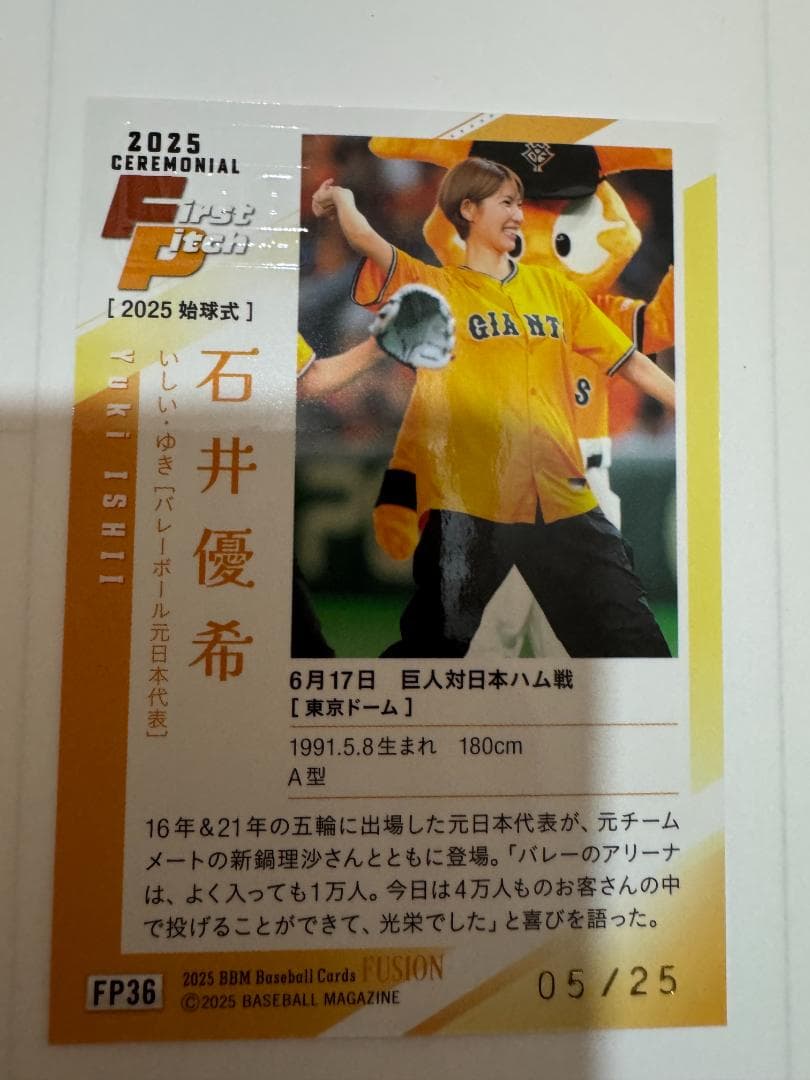 2025
CEREMONIAL
First
Pitch
[ 2025 始球式 ]
石井優希
いしい・ゆき［バレーボール元日本代表］
Yuki ISHII
GIANTS
S
6月17日　巨人対日本ハム戦
[ 東京ドーム ]
1991.5.8生まれ　180cm
A型
16年&21年の五輪に出場した元日本代表が、元チーム
メートの新鍋理沙さんとともに登場。「バレーのアリーナ
は、よく入っても1万人。今日は4万人ものお客さんの中
で投げることができて、光栄でした」と喜びを語った。
FP36
2025 BBM Baseball Cards FUSION
©2025 BASEBALL MAGAZINE
05/25